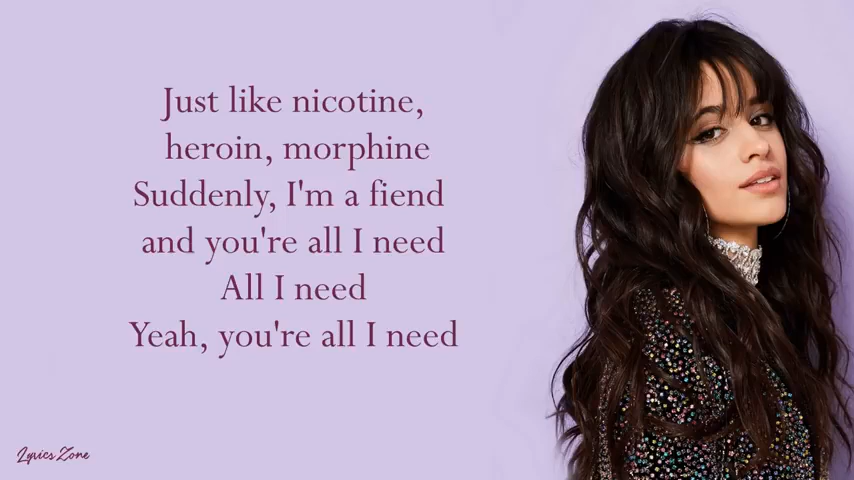 Just like nicotine,
heroin, morphine
Suddenly, I'm a fiend
and you're all I need
All I need
Yeah, you're all I need
Lyrics Zone